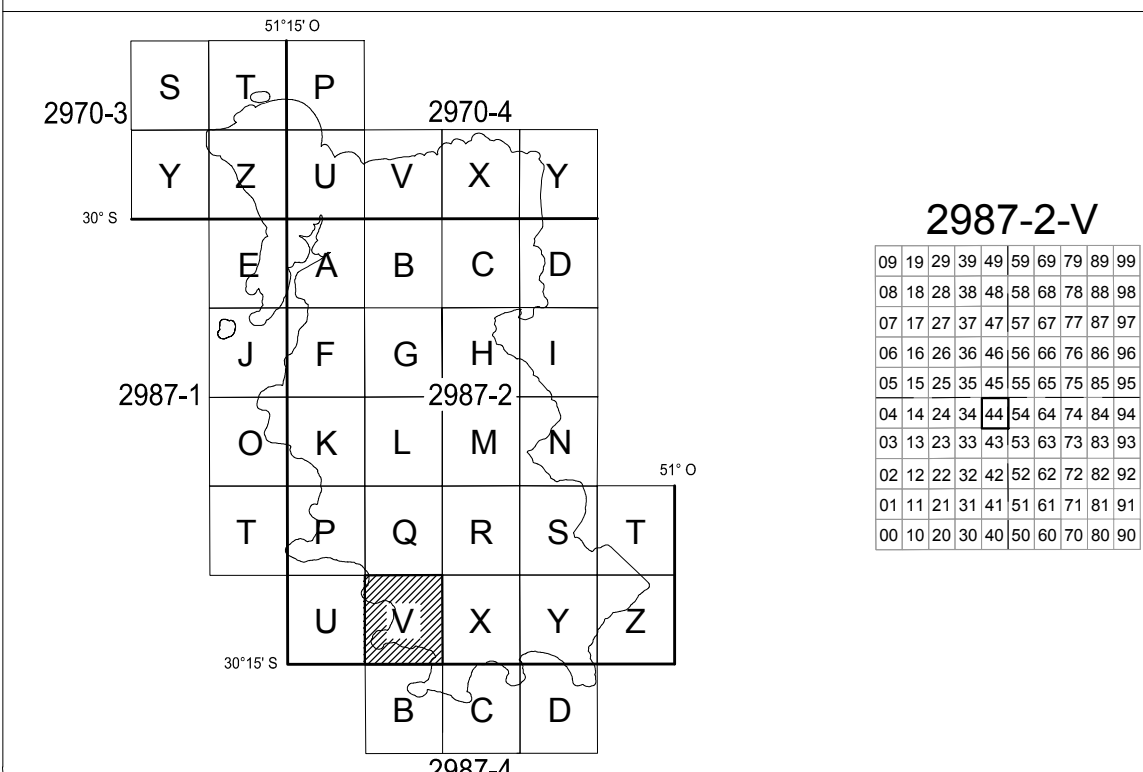 51°15' O
S T P
2970-3 2970-4
Y Z U V X Y
30° S
E A B C D
J F G H I
2987-1 2987-2
O K L M N
51° O
T P Q R S T
U V X Y Z
30°15' S
B C D
2987-4
2987-2-V
09 19 29 39 49 59 69 79 89 99
08 18 28 38 48 58 68 78 88 98
07 17 27 37 47 57 67 77 87 97
06 16 26 36 46 56 66 76 86 96
05 15 25 35 45 55 65 75 85 95
04 14 24 34 44 54 64 74 84 94
03 13 23 33 43 53 63 73 83 93
02 12 22 32 42 52 62 72 82 92
01 11 21 31 41 51 61 71 81 91
00 10 20 30 40 50 60 70 80 90